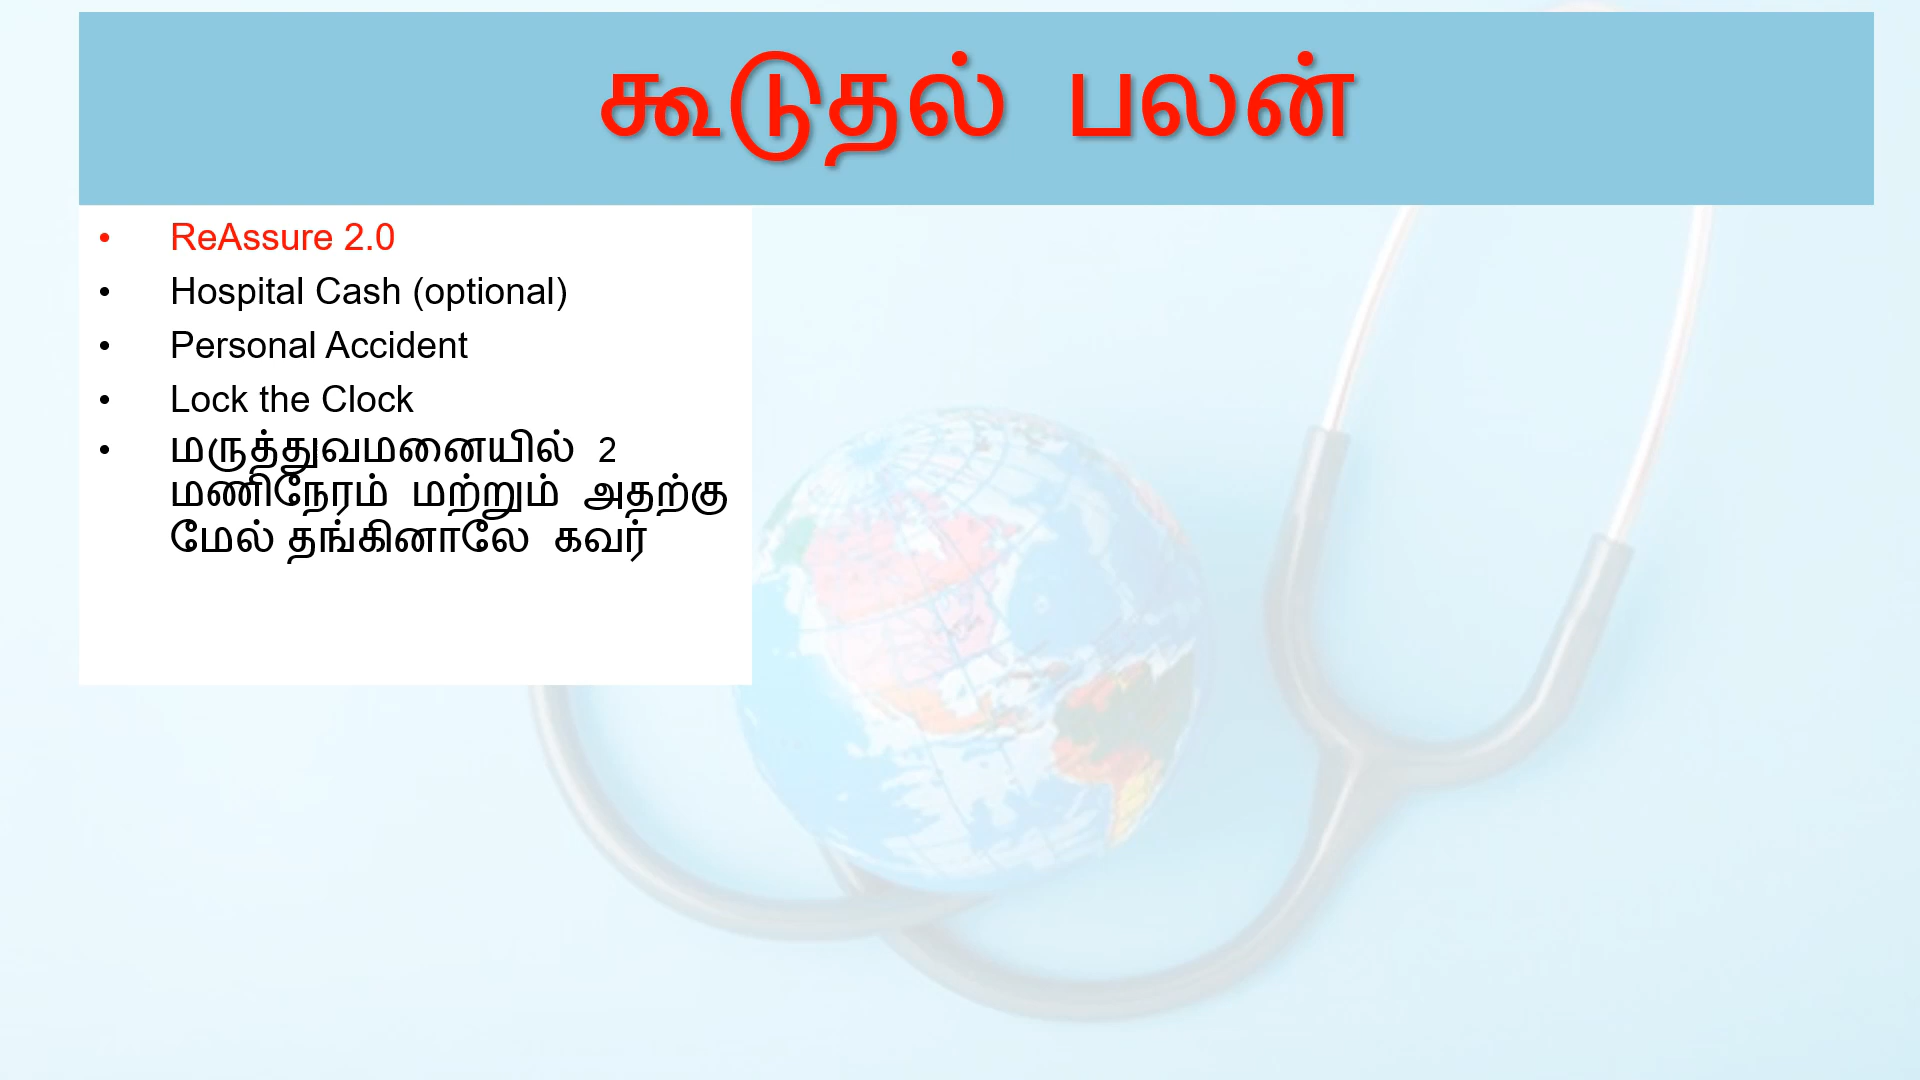 கூடுதல் பலன்
• ReAssure 2.0
• Hospital Cash (optional)
• Personal Accident
• Lock the Clock
• மருத்துவமனையில் 2
மணிநேரம் மற்றும் அதற்கு
மேல் தங்கினாலே கவர்